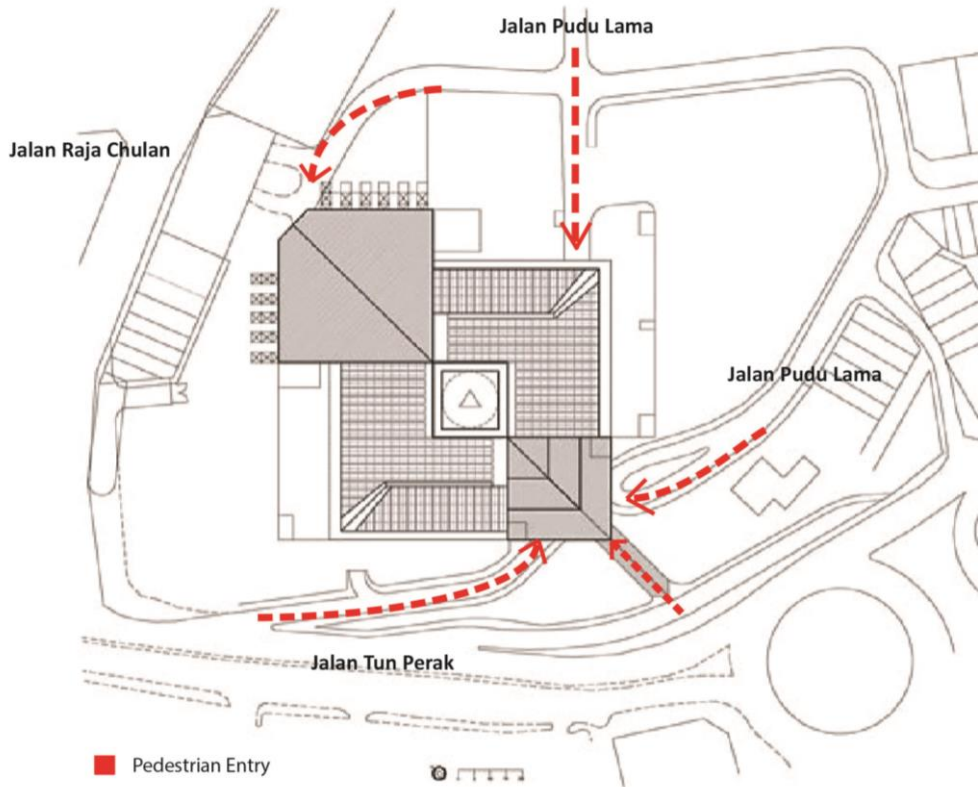 Jalan Pudu Lama
Jalan Raja Chulan
Jalan Pudu Lama
Jalan Tun Perak
Pedestrian Entry